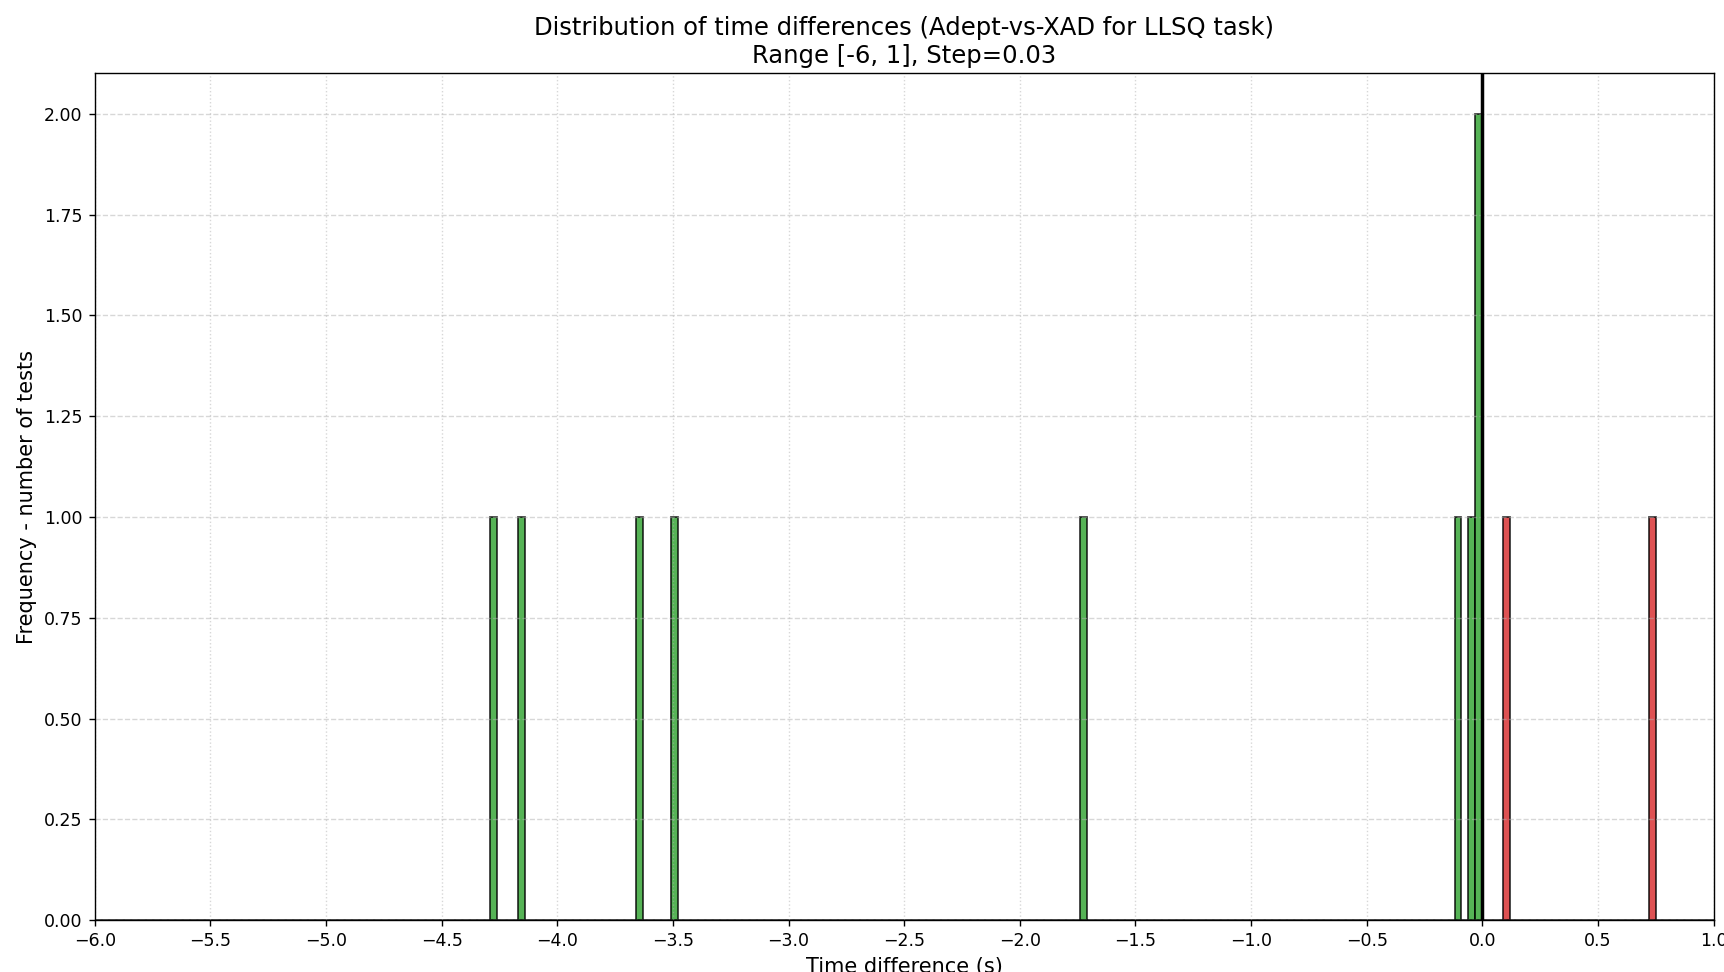 Distribution of time differences (Adept-vs-XAD for LLSQ task)
Range [-6, 1], Step=0.03
Frequency - number of tests
2.00
1.75
1.50
1.25
1.00
0.75
0.50
0.25
0.00
−6.0 −5.5 −5.0 −4.5 −4.0 −3.5 −3.0 −2.5 −2.0 −1.5 −1.0 −0.5 0.0 0.5 1.0
Time difference (s)